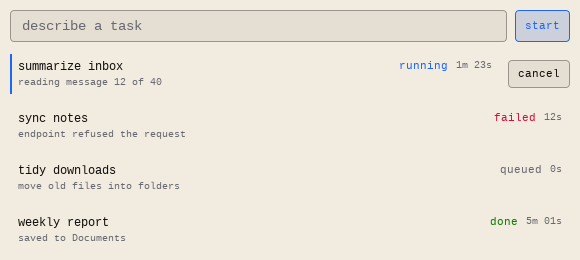 describe a task start
summarize inbox running 1m 23s cancel
reading message 12 of 40
sync notes failed 12s
endpoint refused the request
tidy downloads queued 0s
move old files into folders
weekly report done 5m 01s
saved to Documents